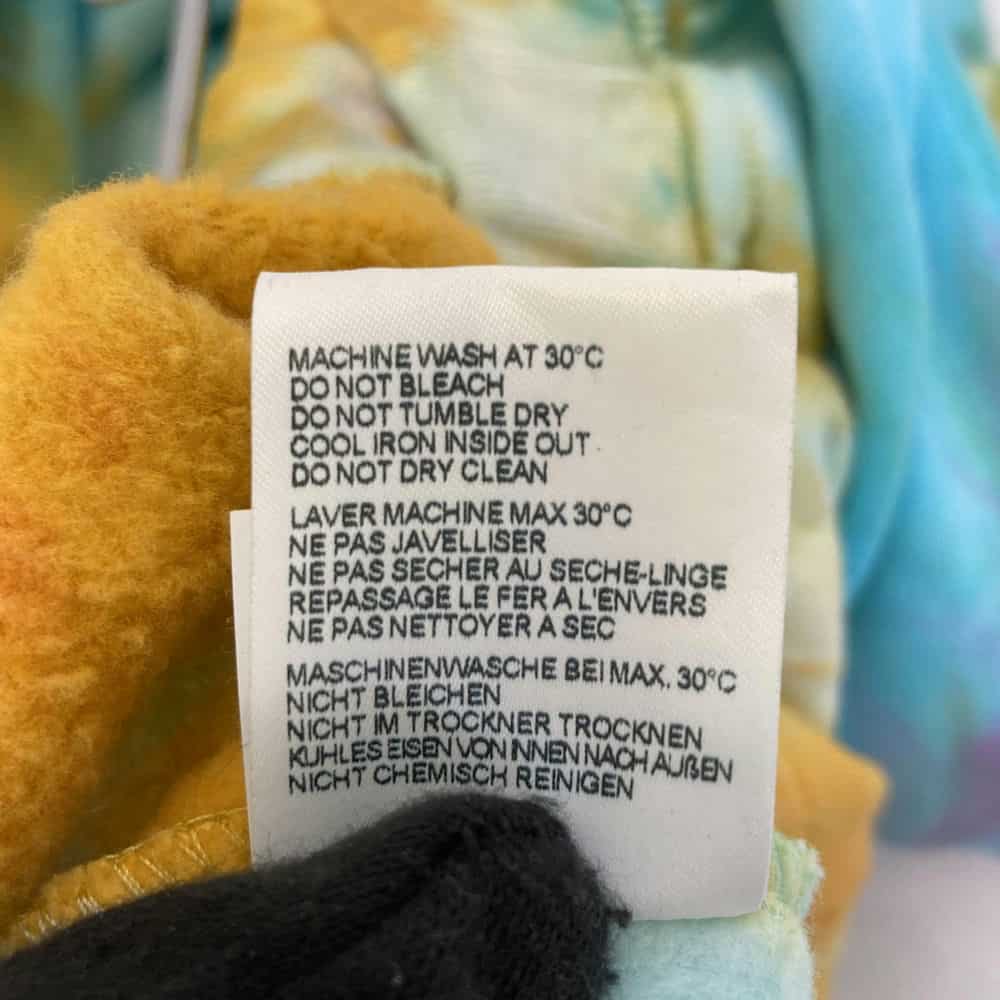 MACHINE WASH AT 30°C
DO NOT BLEACH
DO NOT TUMBLE DRY
COOL IRON INSIDE OUT
DO NOT DRY CLEAN
LAVER MACHINE MAX 30°C
NE PAS JAVELLISER
NE PAS SECHER AU SECHE-LINGE
REPASSAGE LE FER A L'ENVERS
NE PAS NETTOYER A SEC
MASCHINENWASCHE BEI MAX. 30°C
NICHT BLEICHEN
NICHT IM TROCKNER TROCKNEN
KUHLES EISEN VON INNEN NACH AUßEN
NICHT CHEMISCH REINIGEN